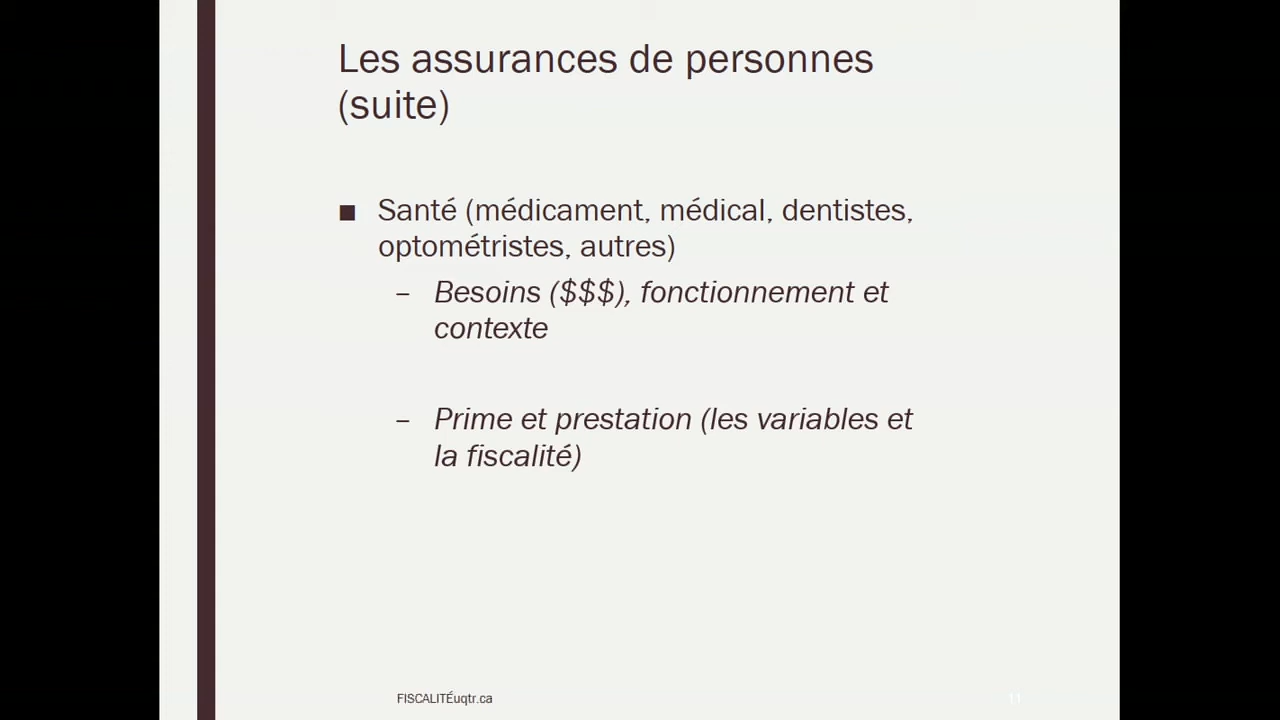 Les assurances de personnes
(suite)
■ Santé (médicament, médical, dentistes,
optométristes, autres)
– Besoins ($$$), fonctionnement et
contexte
– Prime et prestation (les variables et
la fiscalité)
FISCALITÉuqtr.ca
11